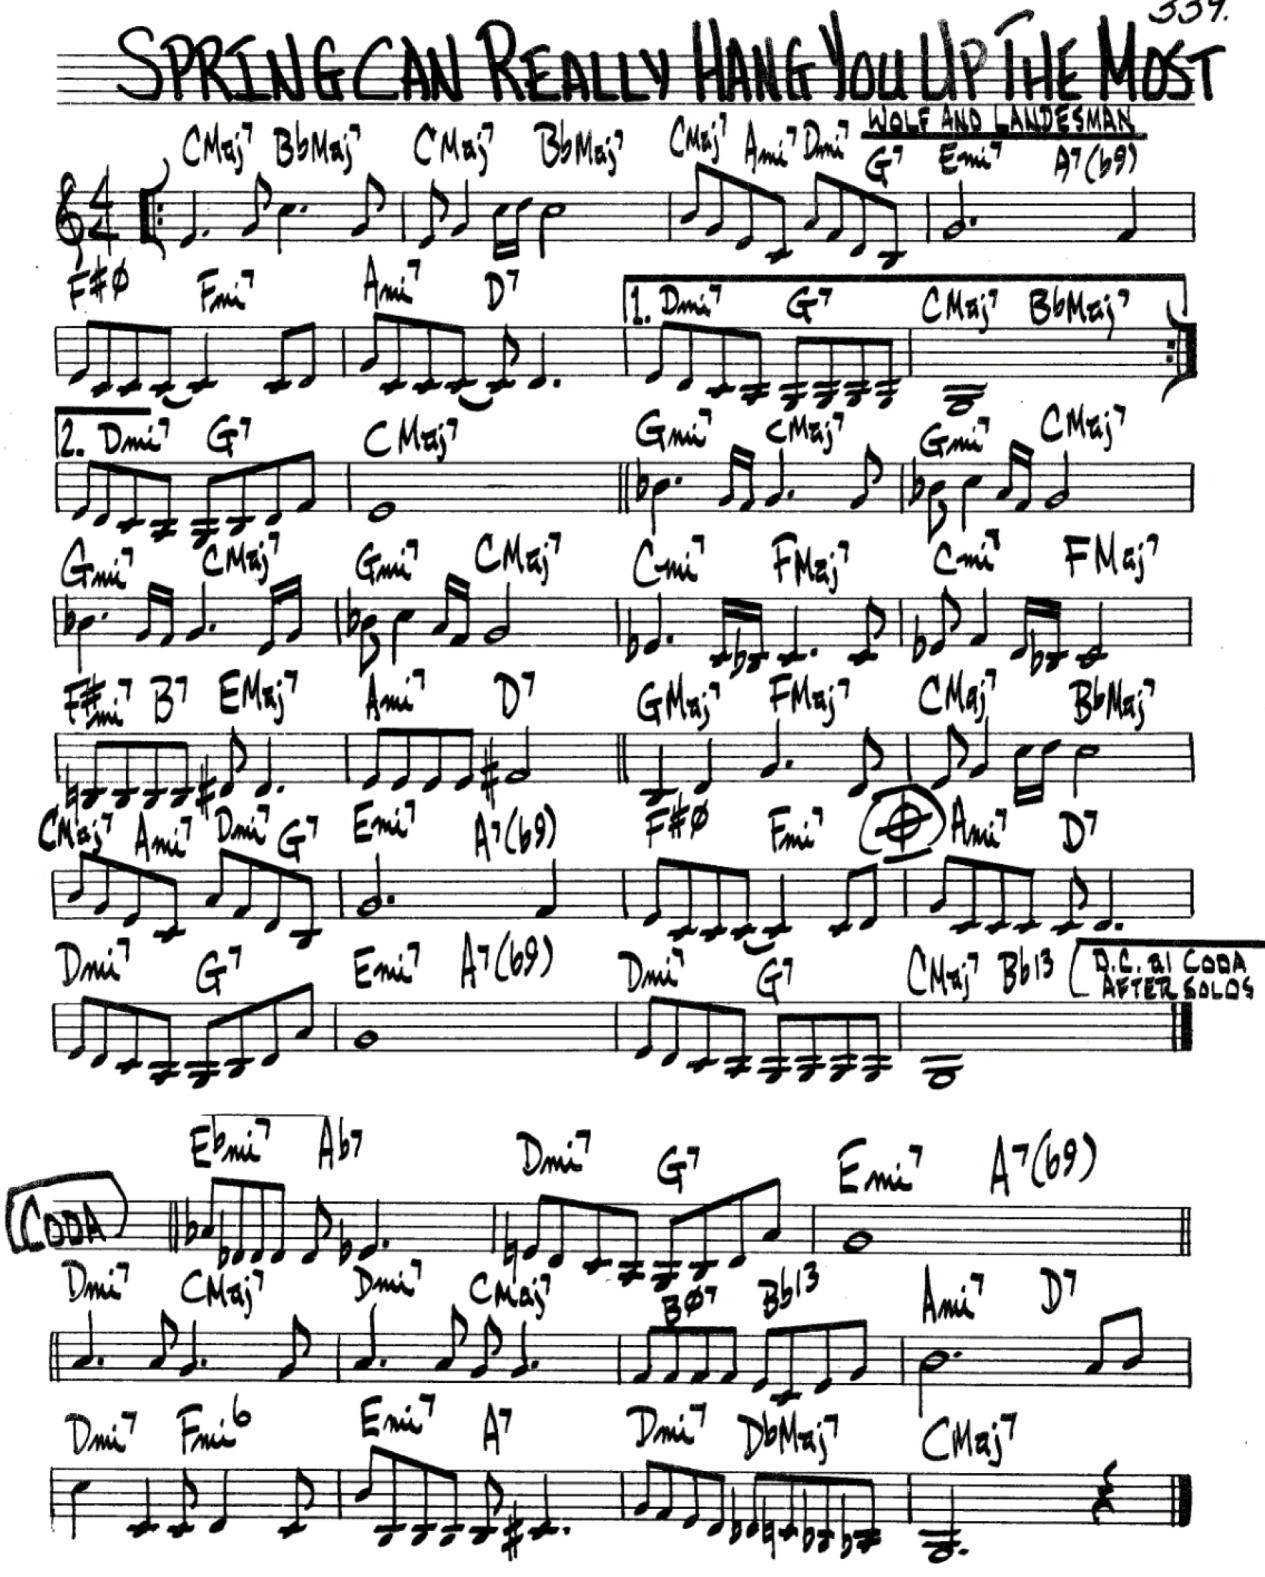 339.
SPRING CAN REALLY HANG YOU UP THE MOST
WOLF AND LANDESMAN
CMaj7 BbMaj7 CMaj7 BbMaj7 CMaj7 Ami7 Dmi7 G7 Emi7 A7(b9)
4
4
F#ø Fmi7 Ami7 D7 1. Dmi7 G7 CMaj7 BbMaj7
2. Dmi7 G7 CMaj7 Gmi7 CMaj7 Gmi7 CMaj7
Gmi7 CMaj7 Gmi7 CMaj7 Cmi7 FMaj7 Cmi7 FMaj7
F#mi7 B7 EMaj7 Ami7 D7 GMaj7 FMaj7 CMaj7 BbMaj7
CMaj7 Ami7 Dmi7 G7 Emi7 A7(b9) F#ø Fmi7 Ami7 D7
Dmi7 G7 Emi7 A7(b9) Dmi7 G7 CMaj7 Bb13 D.C. al CODA
AFTER SOLOS
Ebmi7 Ab7 Dmi7 G7 Emi7 A7(b9)
CODA
Dmi7 CMaj7 Dmi7 CMaj7 Bø7 Bb13 Ami7 D7
Dmi7 Fmi6 Emi7 A7 Dmi7 DbMaj7 CMaj7